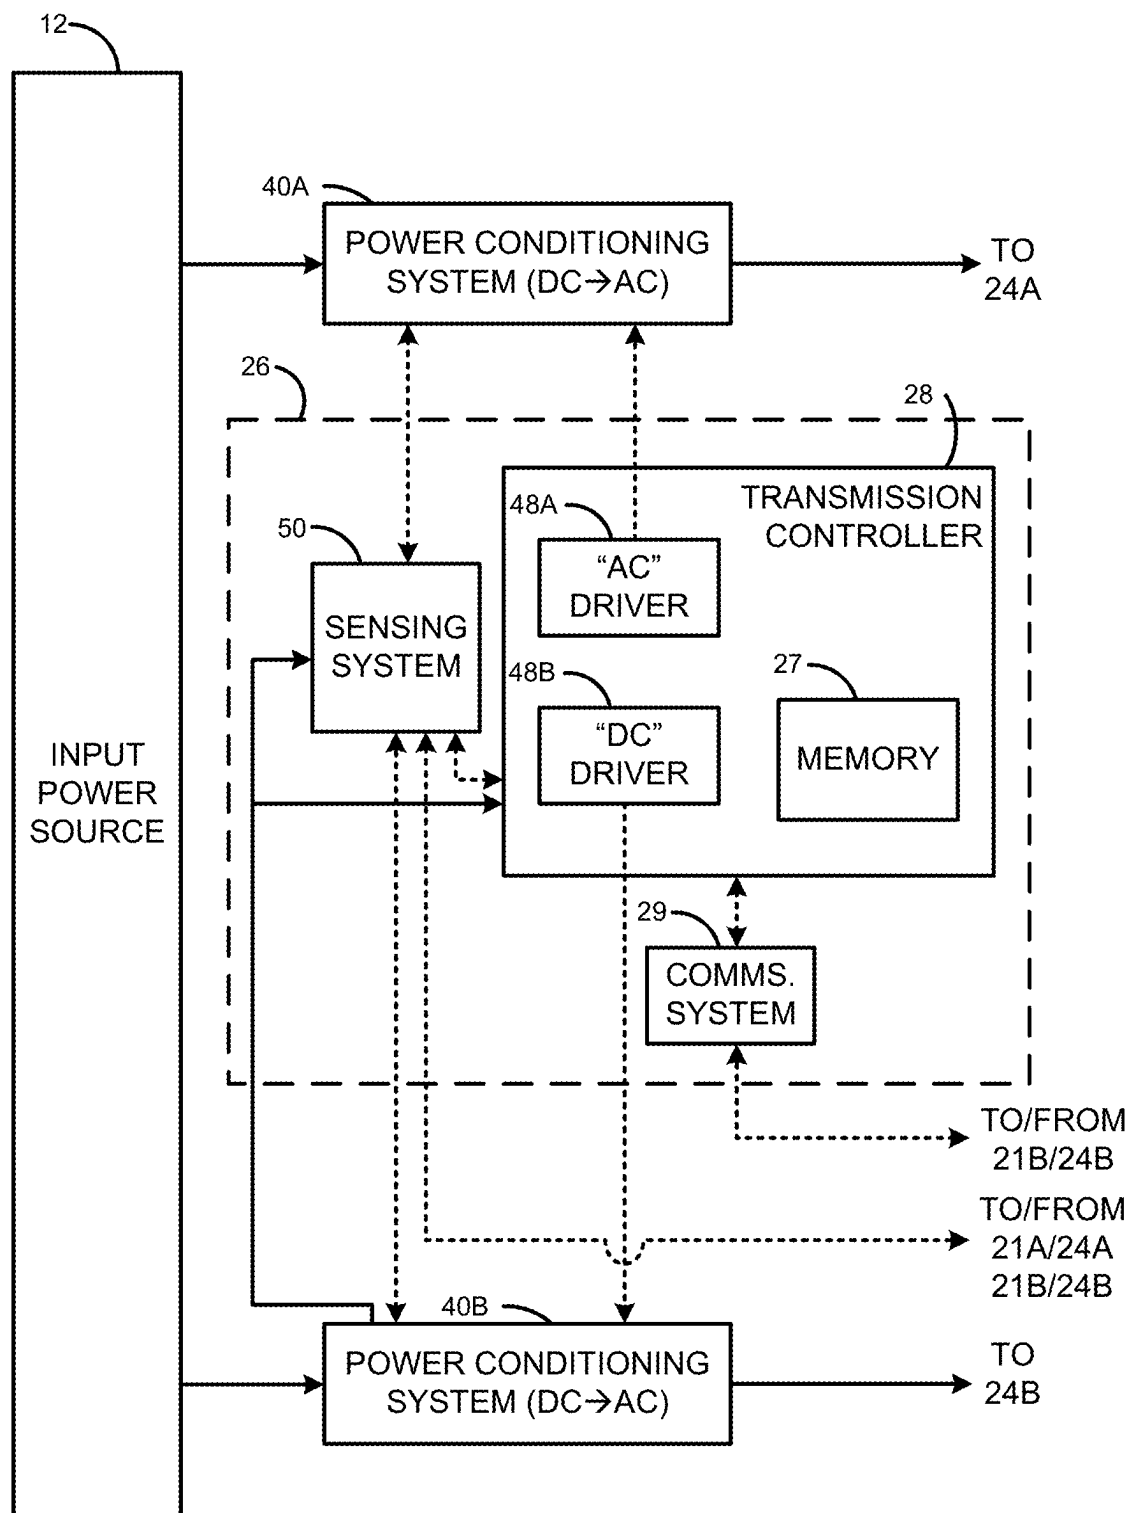 12
40A
POWER CONDITIONING
SYSTEM (DC→AC)
TO
24A
26
28
TRANSMISSION
CONTROLLER
48A
“AC”
DRIVER
50
SENSING
SYSTEM
48B
“DC”
DRIVER
27
MEMORY
INPUT
POWER
SOURCE
29
COMMS.
SYSTEM
TO/FROM
21B/24B
TO/FROM
21A/24A
21B/24B
40B
POWER CONDITIONING
SYSTEM (DC→AC)
TO
24B